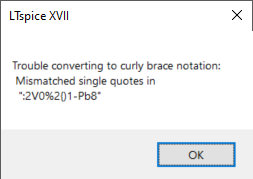 LTspice XVII
Trouble converting to curly brace notation:
Mismatched single quotes in
":2V0%2()1-Pb8"
OK